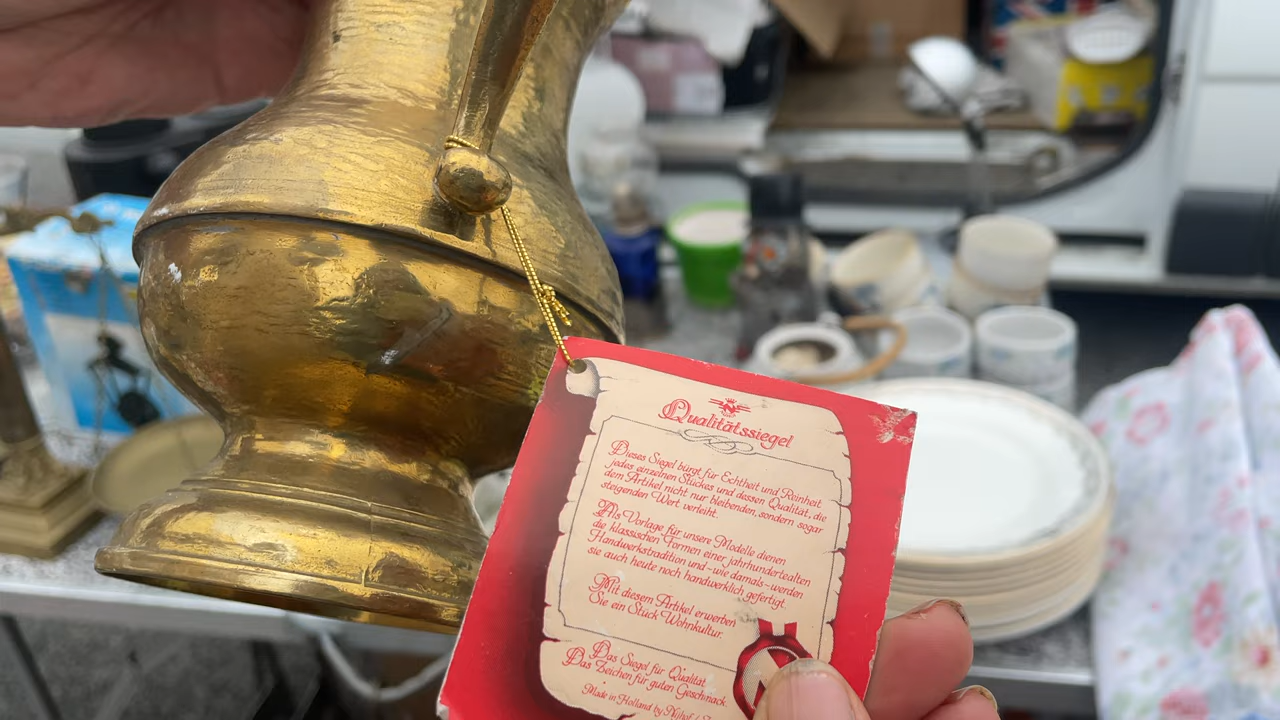 Qualitätssiegel
Dieses Siegel bürgt für Echtheit und Reinheit
jedes einzelnen Stückes und dessen Qualität, die
dem Artikel nicht nur bleibenden, sondern sogar
steigenden Wert verleiht.
Als Vorlage für unsere Modelle dienen
die klassischen Formen einer jahrhundertealten
Handwerkstradition und - wie damals - werden
sie auch heute noch handwerklich gefertigt.
Mit diesem Artikel erwerben
Sie ein Stück Wohnkultur.
Das Siegel für Qualität
Das Zeichen für guten Geschmack
Made in Holland by Nijhof